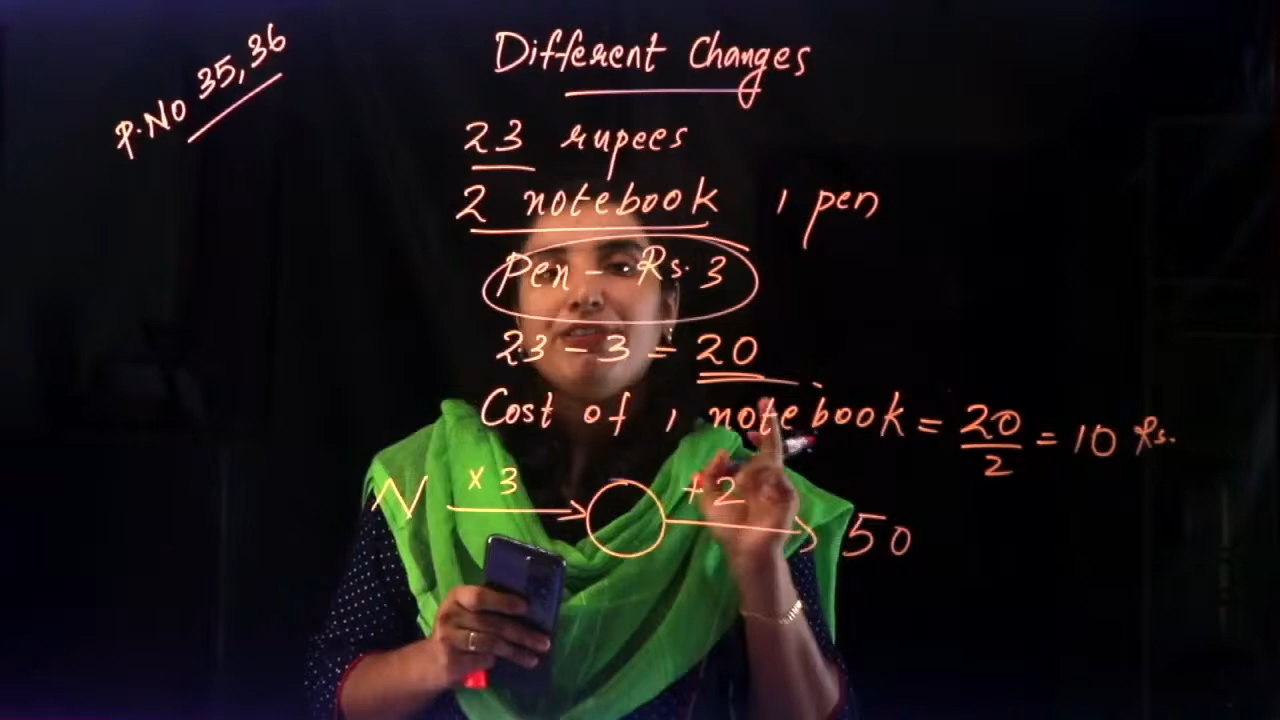 P.NO 35, 36
Different Changes
23 rupees
2 notebook 1 pen
Pen - Rs. 3
23 - 3 = 20
Cost of 1 notebook = 20/2 = 10 Rs.
N × 3 → ○ + 2 → 50